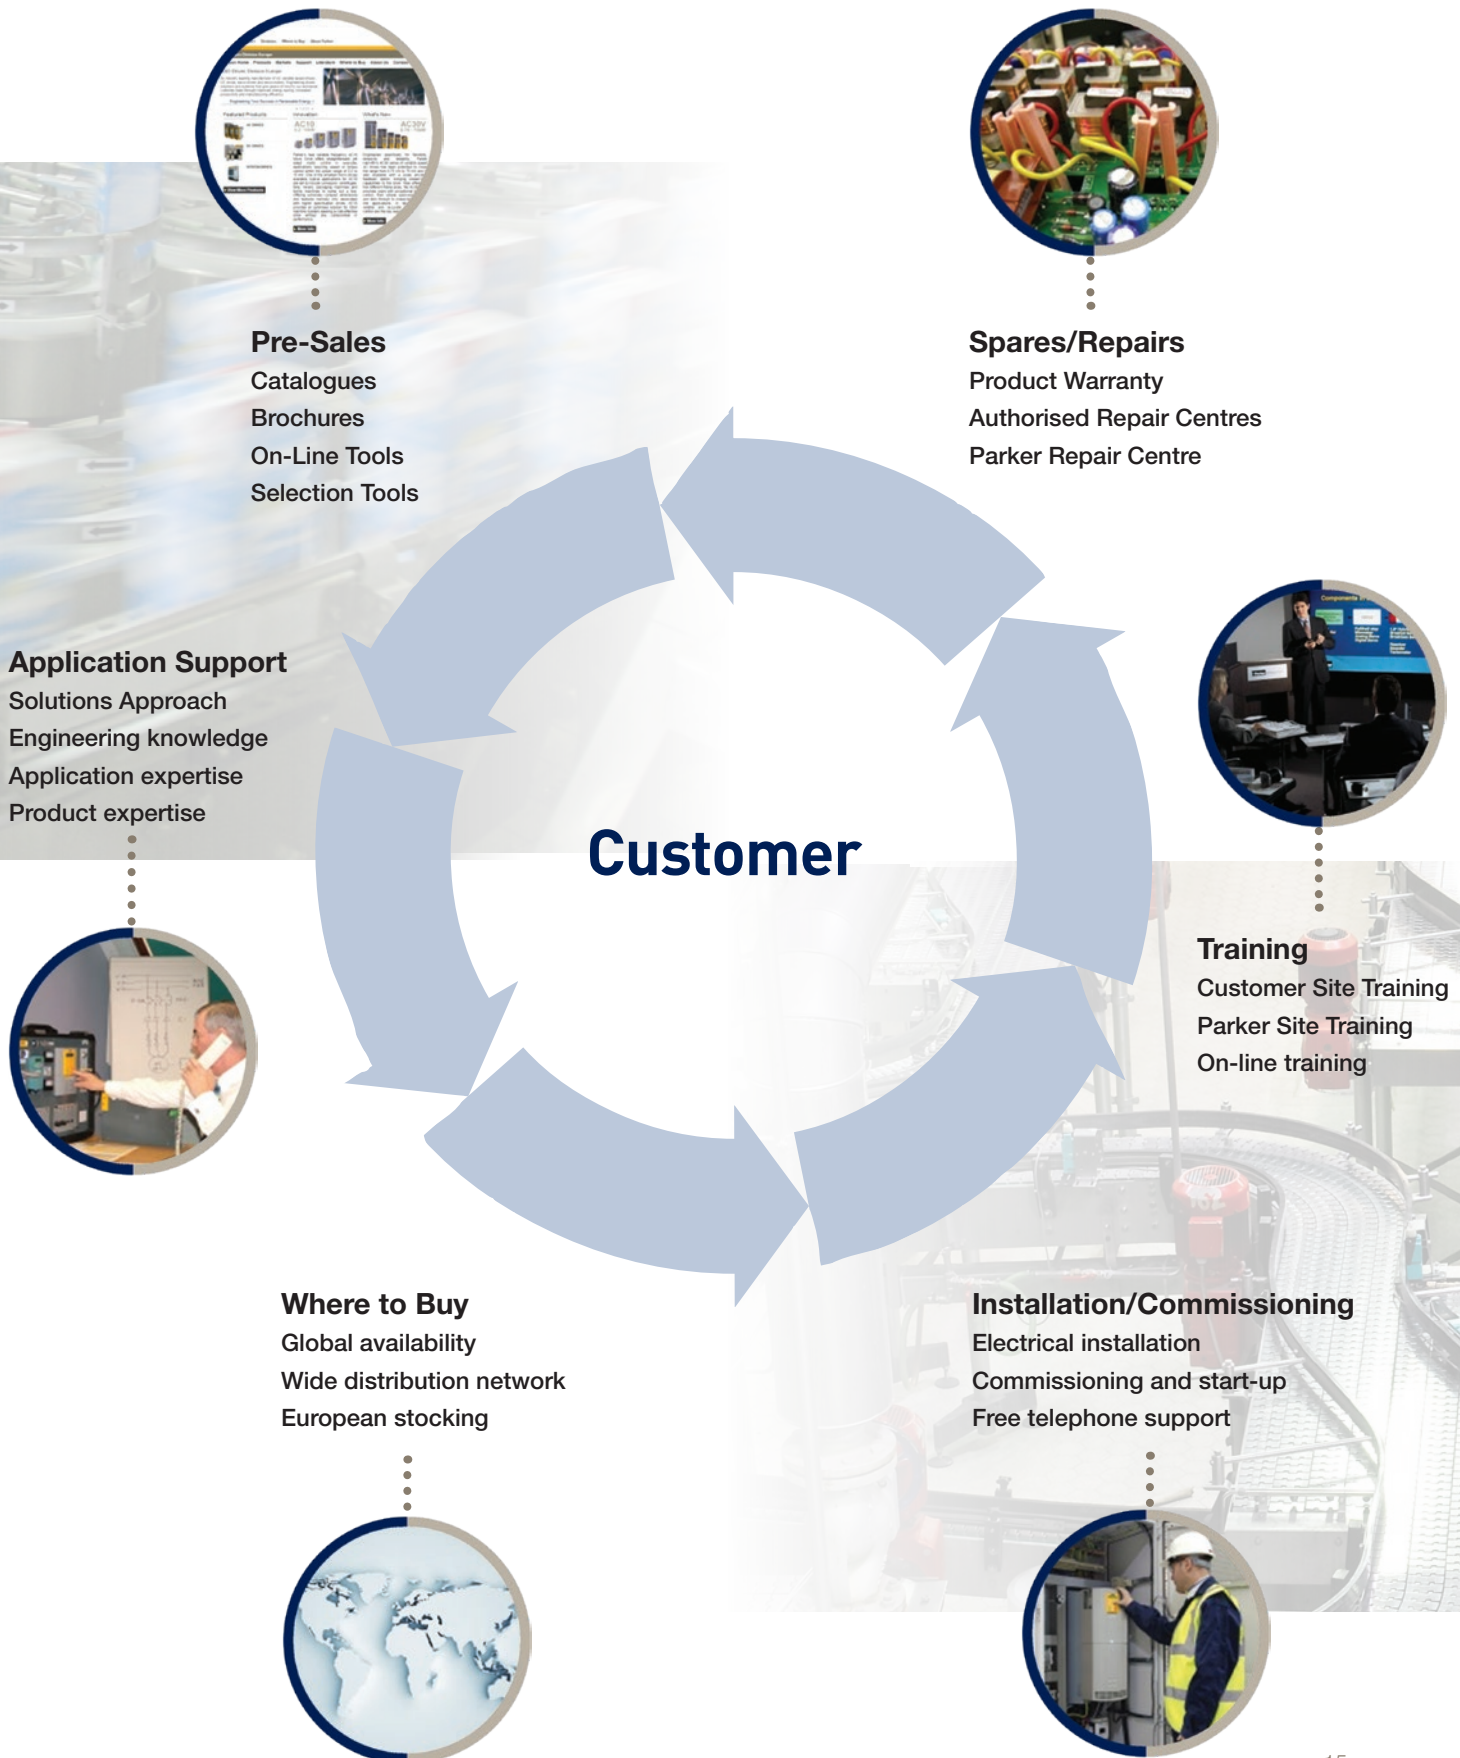 Pre-Sales
Catalogues
Brochures
On-Line Tools
Selection Tools
Spares/Repairs
Product Warranty
Authorised Repair Centres
Parker Repair Centre
Application Support
Solutions Approach
Engineering knowledge
Application expertise
Product expertise
Customer
Training
Customer Site Training
Parker Site Training
On-line training
Where to Buy
Global availability
Wide distribution network
European stocking
Installation/Commissioning
Electrical installation
Commissioning and start-up
Free telephone support